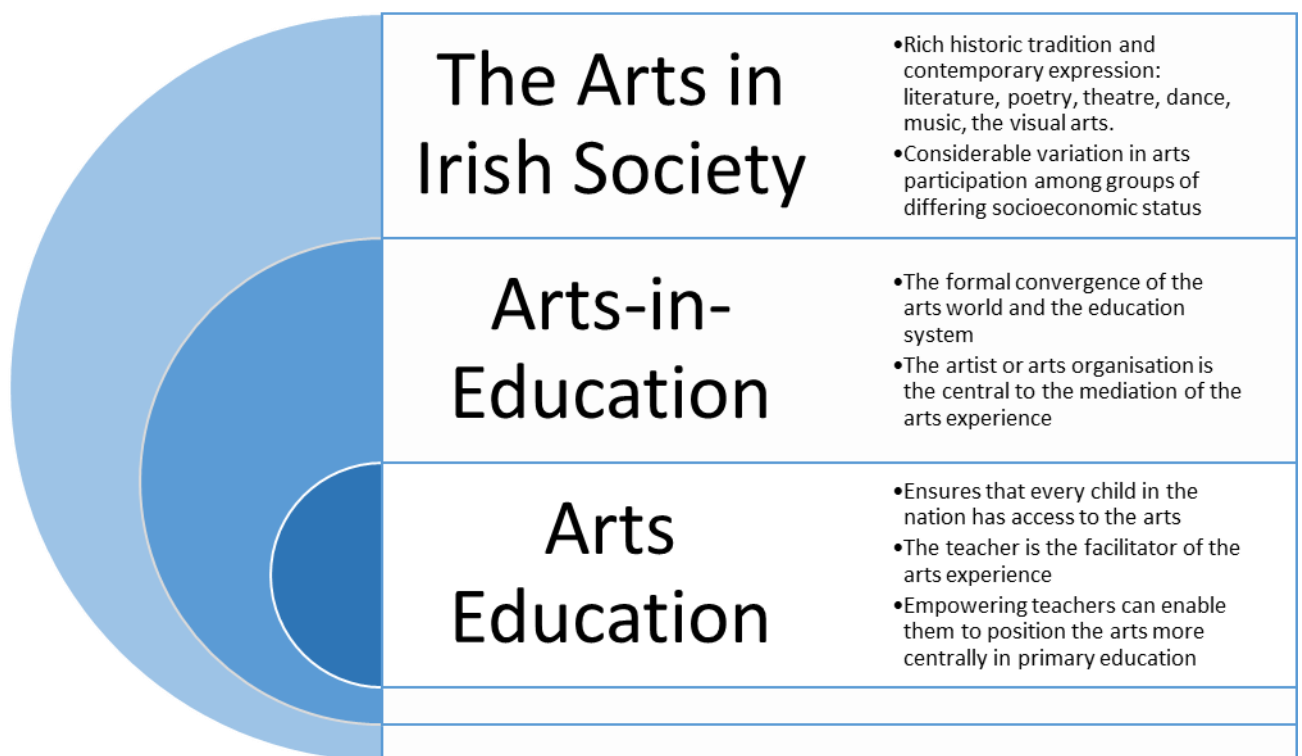 The Arts in
Irish Society
•Rich historic tradition and
contemporary expression:
literature, poetry, theatre, dance,
music, the visual arts.
•Considerable variation in arts
participation among groups of
differing socioeconomic status
Arts-in-
Education
•The formal convergence of the
arts world and the education
system
•The artist or arts organisation is
the central to the mediation of the
arts experience
Arts
Education
•Ensures that every child in the
nation has access to the arts
•The teacher is the facilitator of the
arts experience
•Empowering teachers can enable
them to position the arts more
centrally in primary education